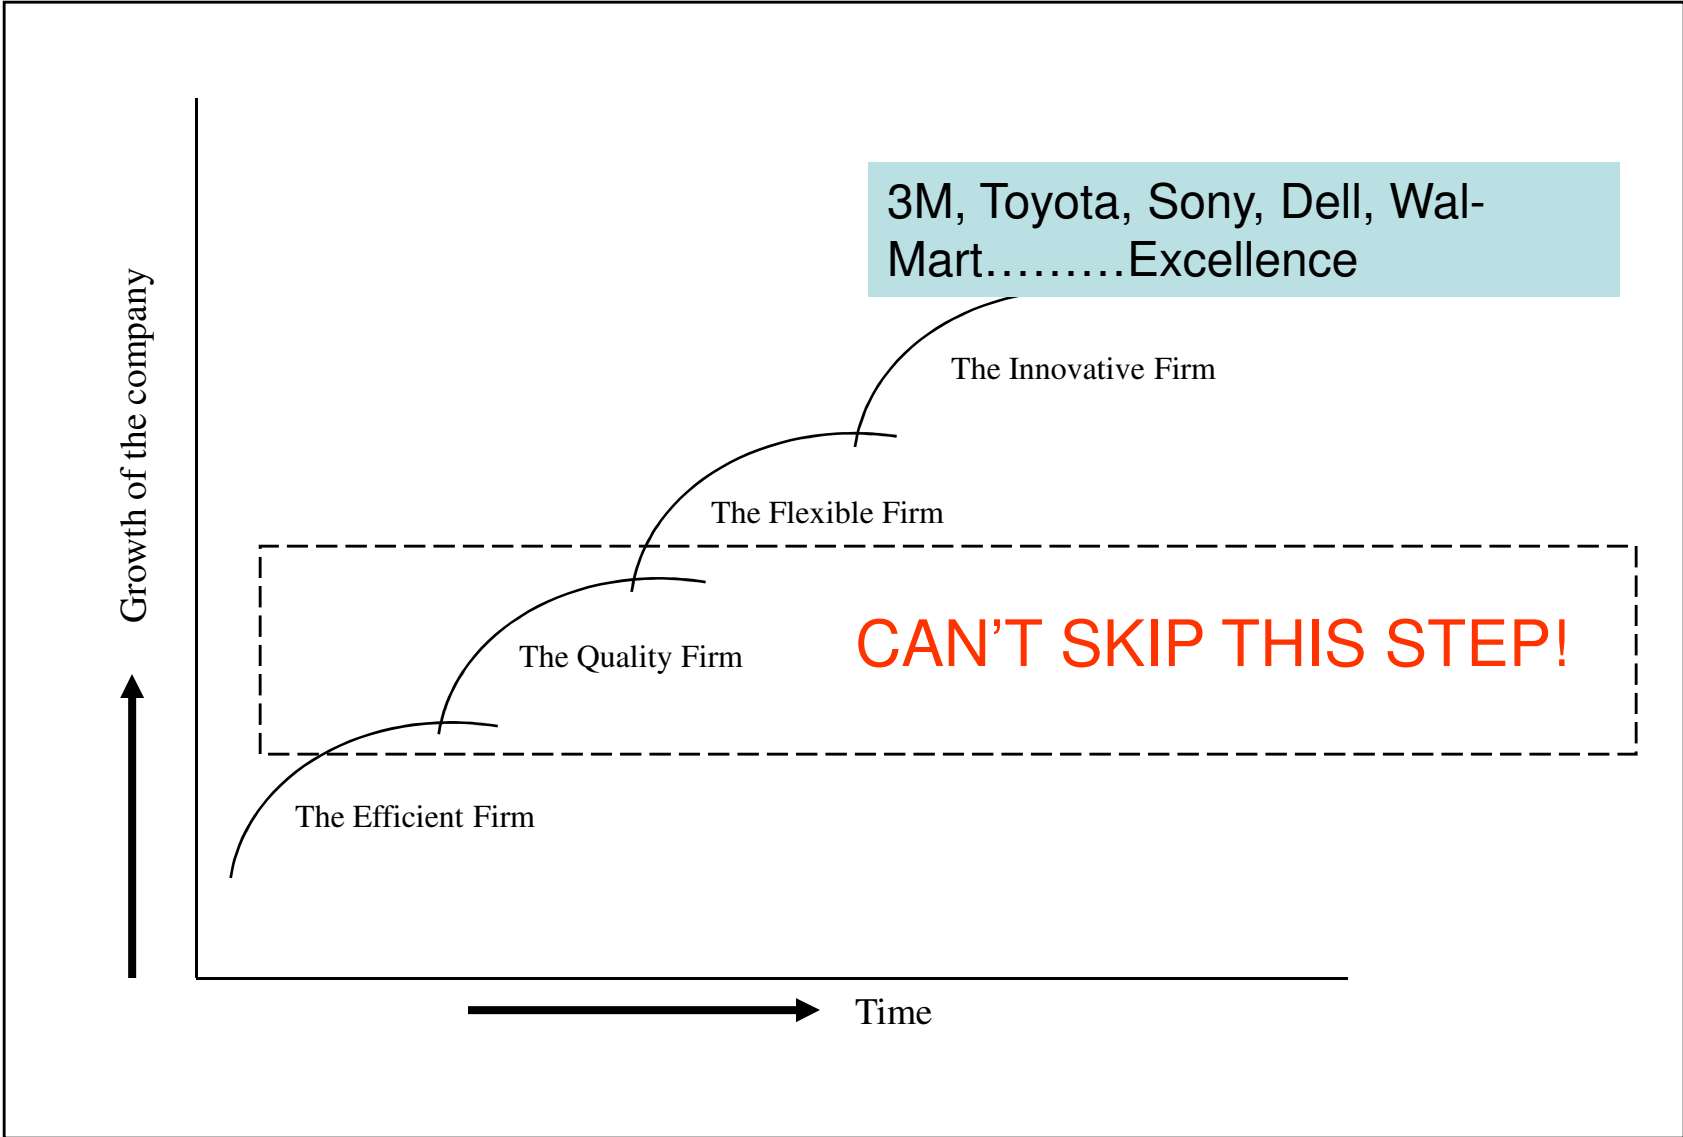 3M, Toyota, Sony, Dell, Wal-
Mart………Excellence
The Innovative Firm
Growth of the company
The Flexible Firm
The Quality Firm
CAN’T SKIP THIS STEP!
The Efficient Firm
Time